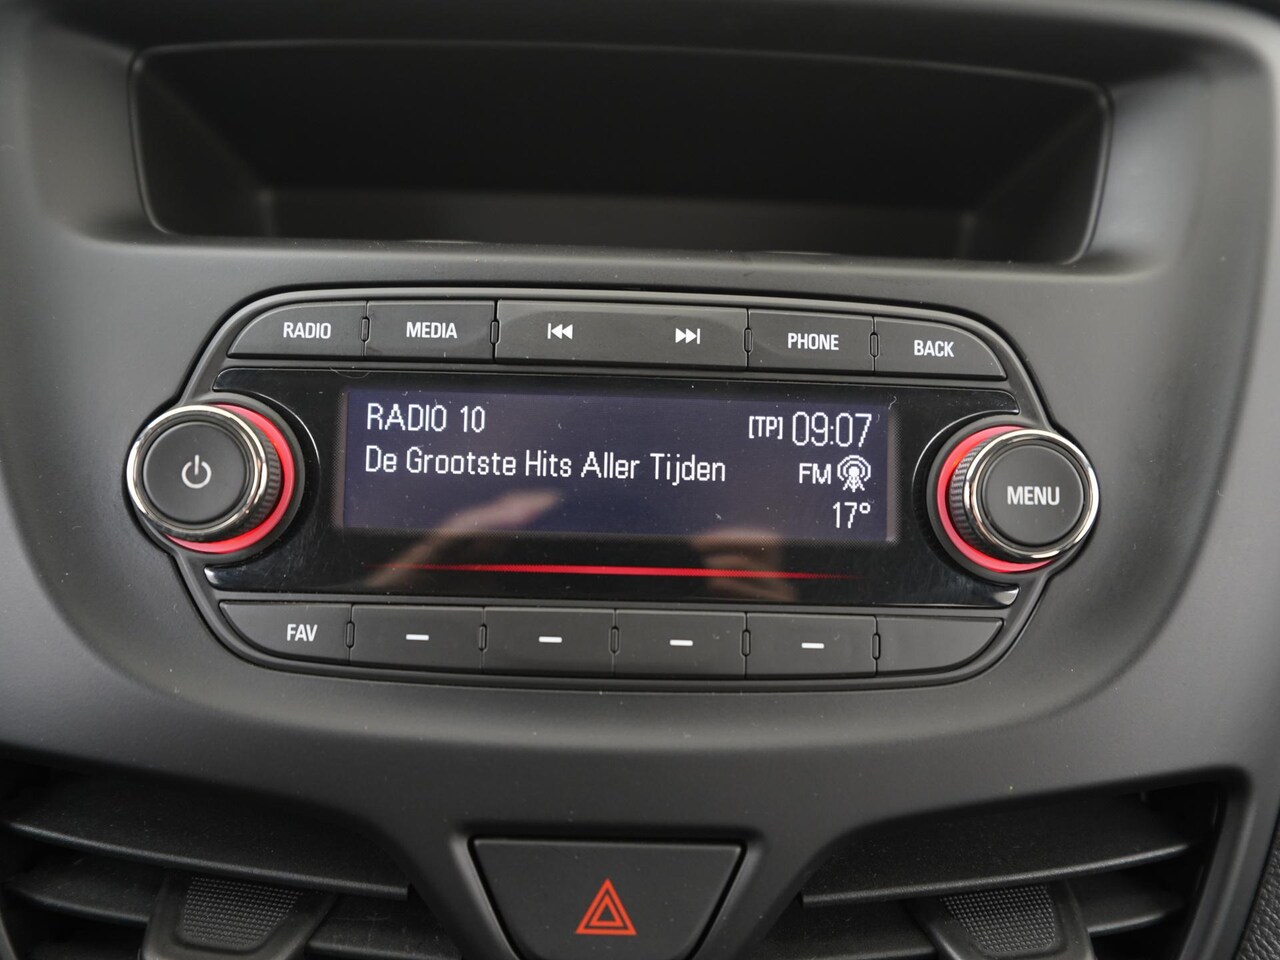 RADIO
MEDIA
PHONE
BACK
RADIO 10
[TP] 09:07
De Grootste Hits Aller Tijden
FM
17°
MENU
FAV